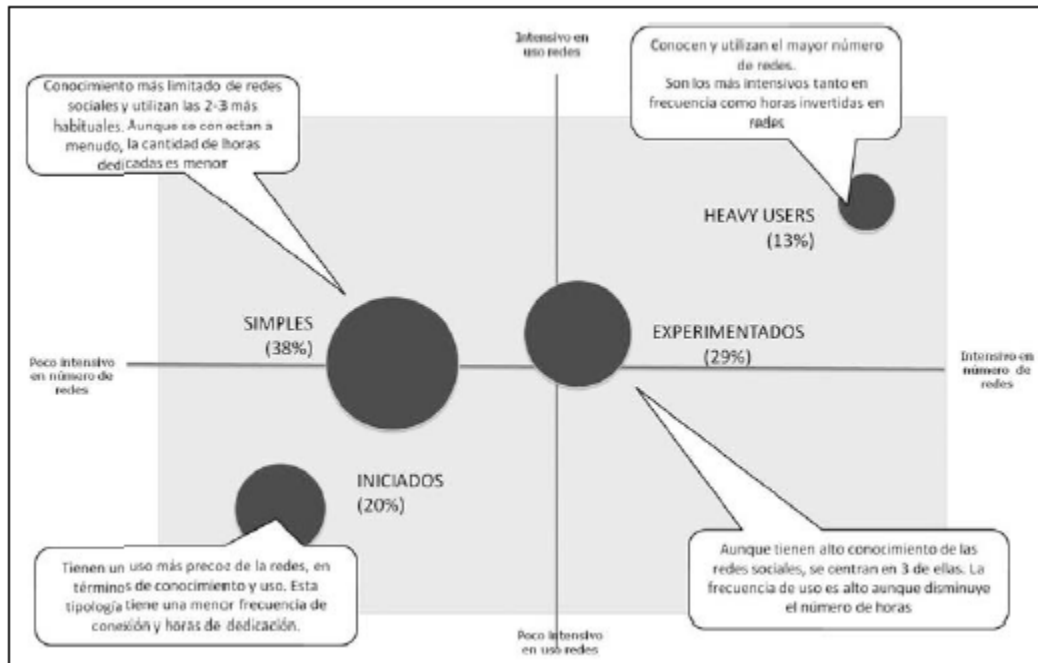 Intensivo en
uso redes
Conocimiento más limitado de redes
sociales y utilizan las 2-3 más
habituales. Aunque se conectan a
menudo, la cantidad de horas
dedicadas es menor
Conocen y utilizan el mayor número
de redes.
Son los más intensivos tanto en
frecuencia como horas invertidas en
redes
HEAVY USERS
(13%)
SIMPLES
(38%)
EXPERIMENTADOS
(29%)
Poco intensivo
en número de
redes
Intensivo en
número de
redes
INICIADOS
(20%)
Tienen un uso más precoz de la redes, en
términos de conocimiento y uso. Esta
tipología tiene una menor frecuencia de
conexión y horas de dedicación.
Aunque tienen alto conocimiento de las
redes sociales, se centran en 3 de ellas. La
frecuencia de uso es alto aunque disminuye
el número de horas
Poco intensivo
en uso redes